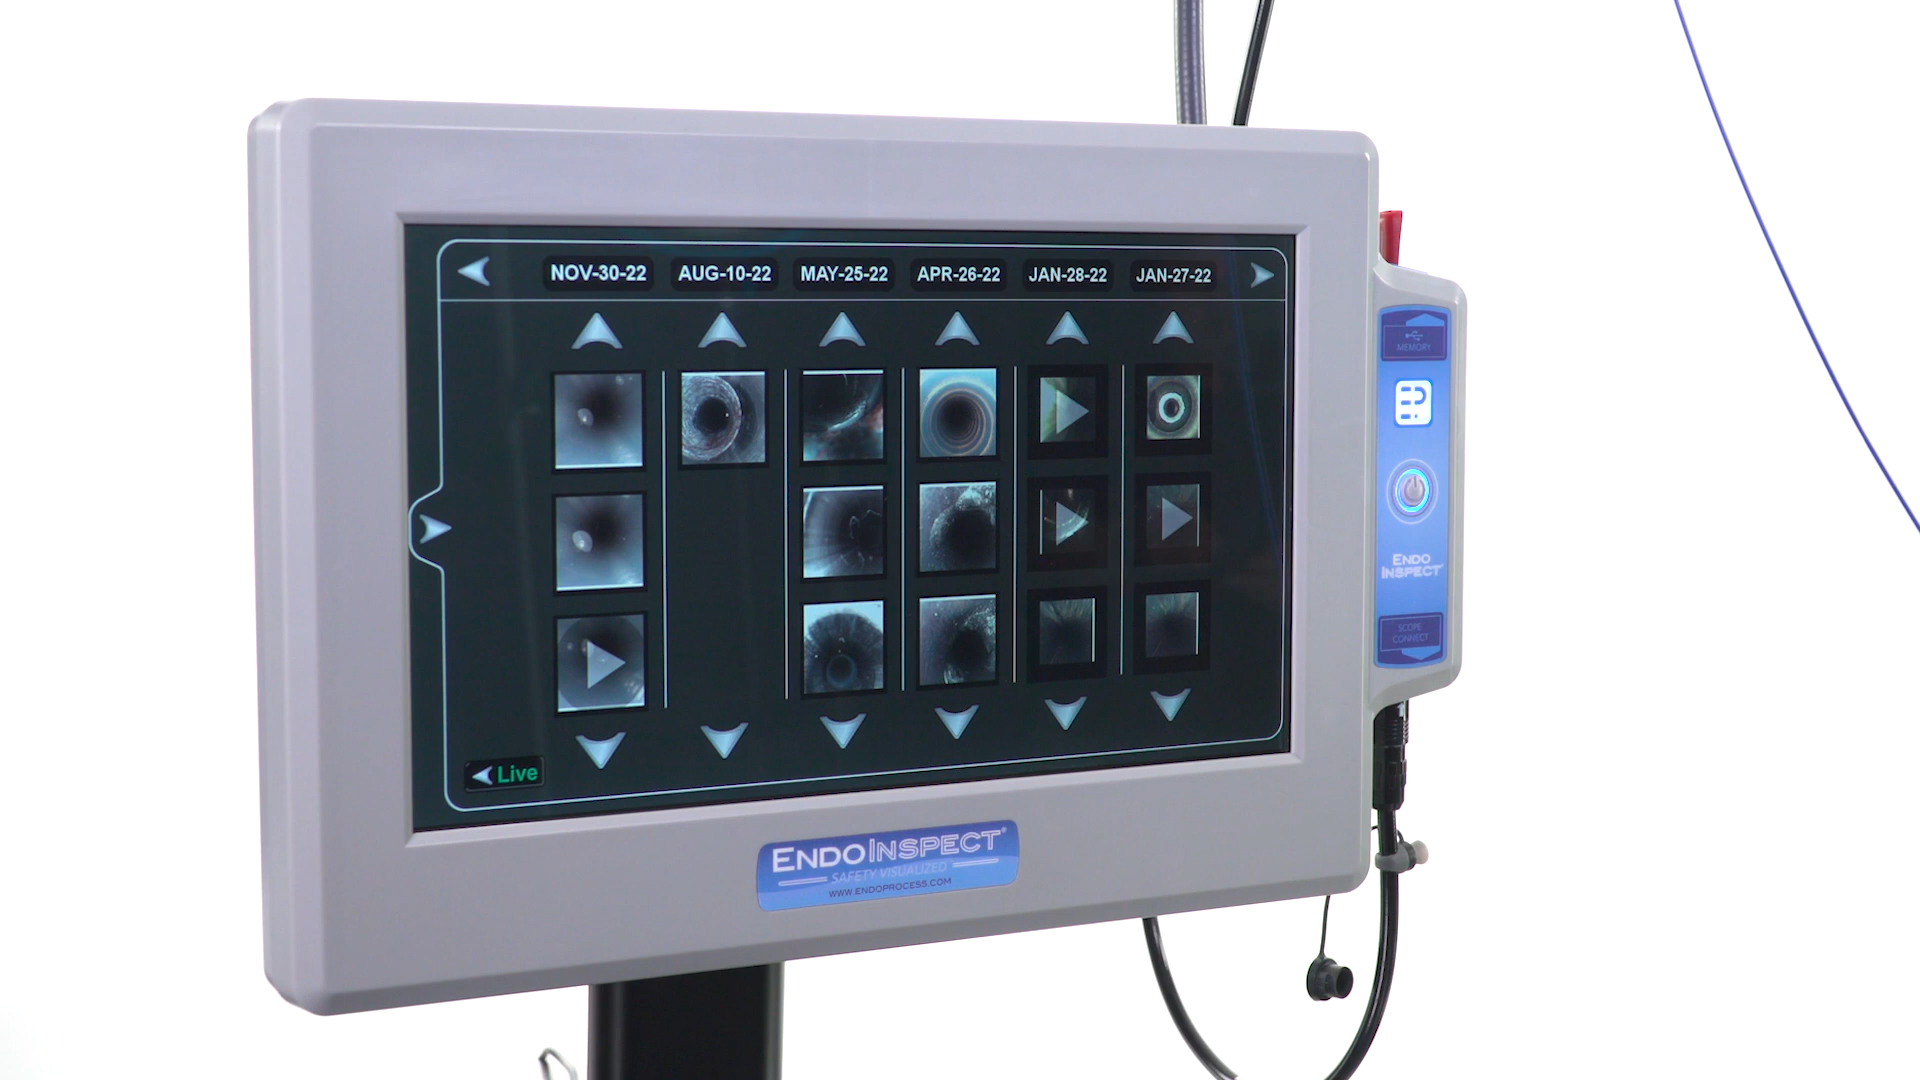 NOV-30-22 AUG-10-22 MAY-25-22 APR-26-22 JAN-28-22 JAN-27-22
Live
MEMORY
ENDO
INSPECT
SCOPE
CONNECT
ENDOINSPECT®
SAFETY VISUALIZED
WWW.ENDOPROCESS.COM